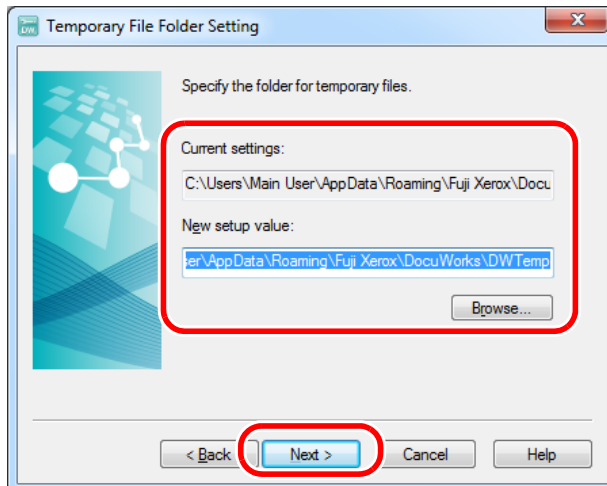 DW. Temporary File Folder Setting
Specify the folder for temporary files.
Current settings:
C:\Users\Main User\AppData\Roaming\Fuji Xerox\Docu
New setup value:
ser\AppData\Roaming\Fuji Xerox\DocuWorks\DWTemp
Browse...
< Back Next > Cancel Help